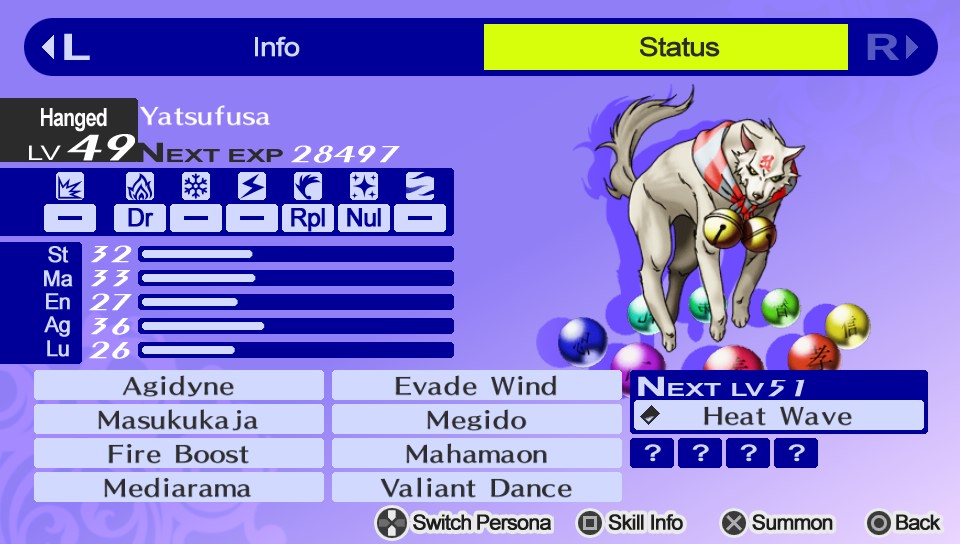 L Info Status R
Hanged Yatsufusa
LV 49 NEXT EXP 28497
— Dr — — Rpl Nul —
St 32
Ma 33
En 27
Ag 36
Lu 26
Agidyne Evade Wind
Masukukaja Megido
Fire Boost Mahamaon
Mediarama Valiant Dance
NEXT LV 51
Heat Wave
? ? ? ?
Switch Persona Skill Info Summon Back